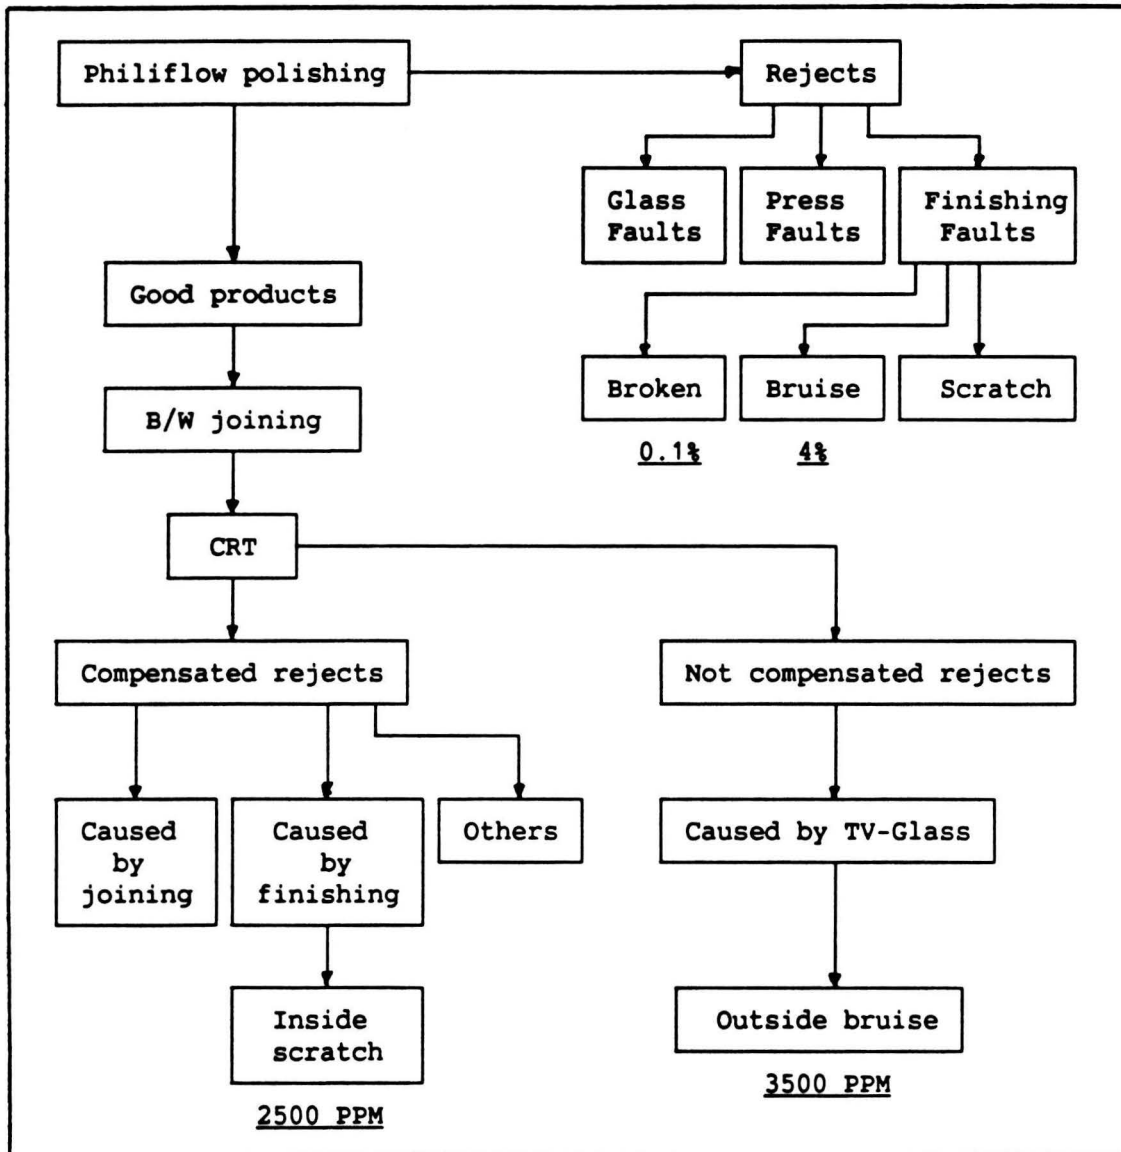 Philiflow polishing
Rejects
Glass
Faults
Press
Faults
Finishing
Faults
Good products
Broken
Bruise
Scratch
B/W joining
0.1%
4%
CRT
Compensated rejects
Not compensated rejects
Caused
by
joining
Caused
by
finishing
Others
Caused by TV-Glass
Inside
scratch
Outside bruise
2500 PPM
3500 PPM